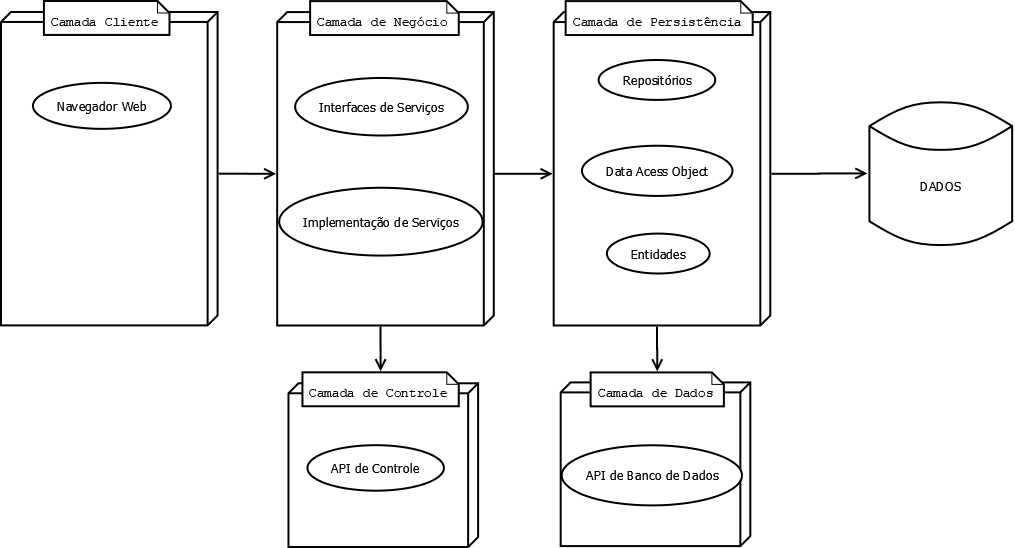 Camada Cliente
Camada de Negócio
Camada de Persistência
Navegador Web
Interfaces de Serviços
Implementação de Serviços
Repositórios
Data Acess Object
Entidades
DADOS
Camada de Controle
API de Controle
Camada de Dados
API de Banco de Dados